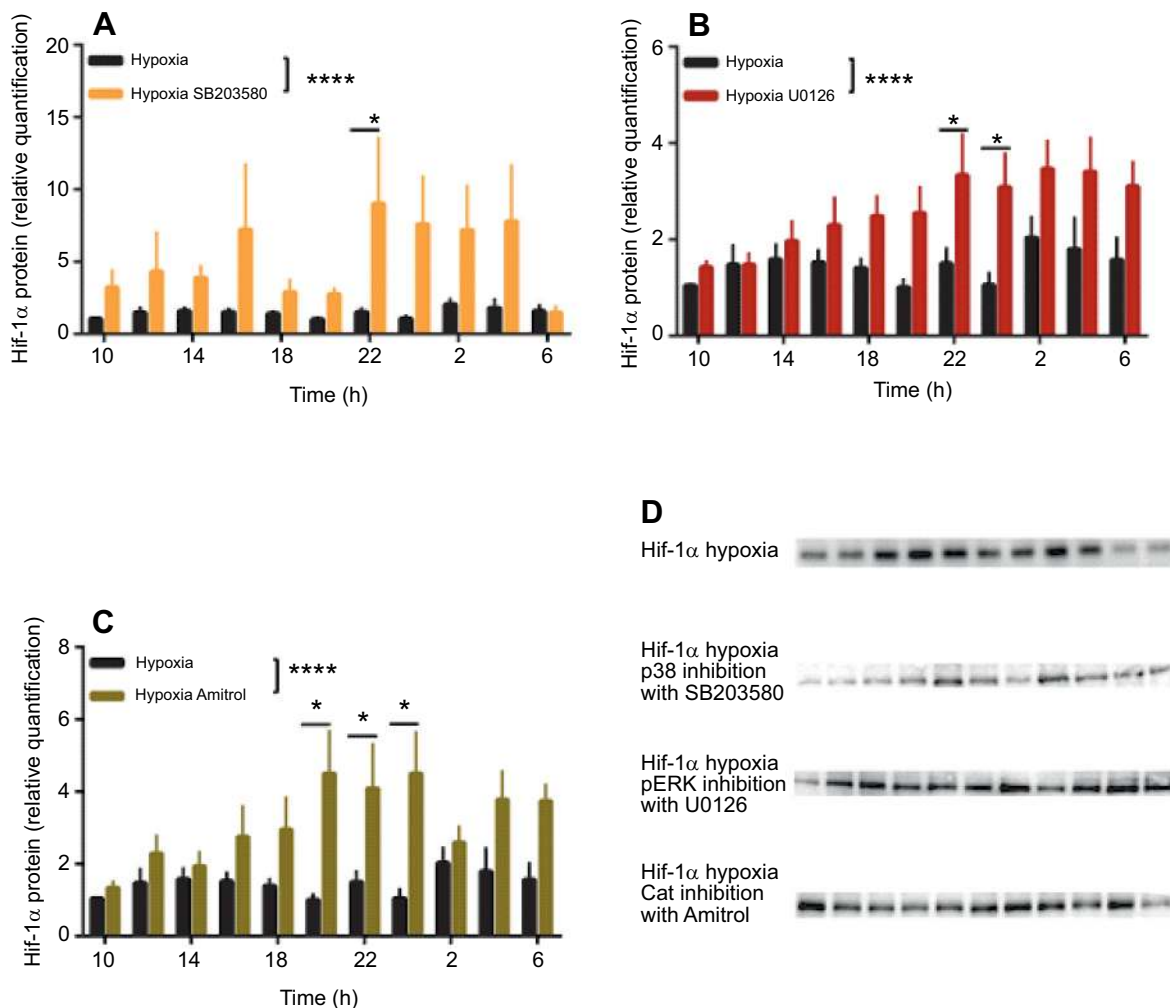 A
Hif-1α protein (relative quantification)
20
15
10
5
0
Hypoxia
Hypoxia SB203580
****
*
10 14 18 22 2 6
Time (h)
B
Hif-1α protein (relative quantification)
6
4
2
0
Hypoxia
Hypoxia U0126
****
*
*
10 14 18 22 2 6
Time (h)
C
Hif-1α protein (relative quantification)
8
6
4
2
0
Hypoxia
Hypoxia Amitrol
****
*
*
*
10 14 18 22 2 6
Time (h)
D
Hif-1α hypoxia
Hif-1α hypoxia
p38 inhibition
with SB203580
Hif-1α hypoxia
pERK inhibition
with U0126
Hif-1α hypoxia
Cat inhibition
with Amitrol